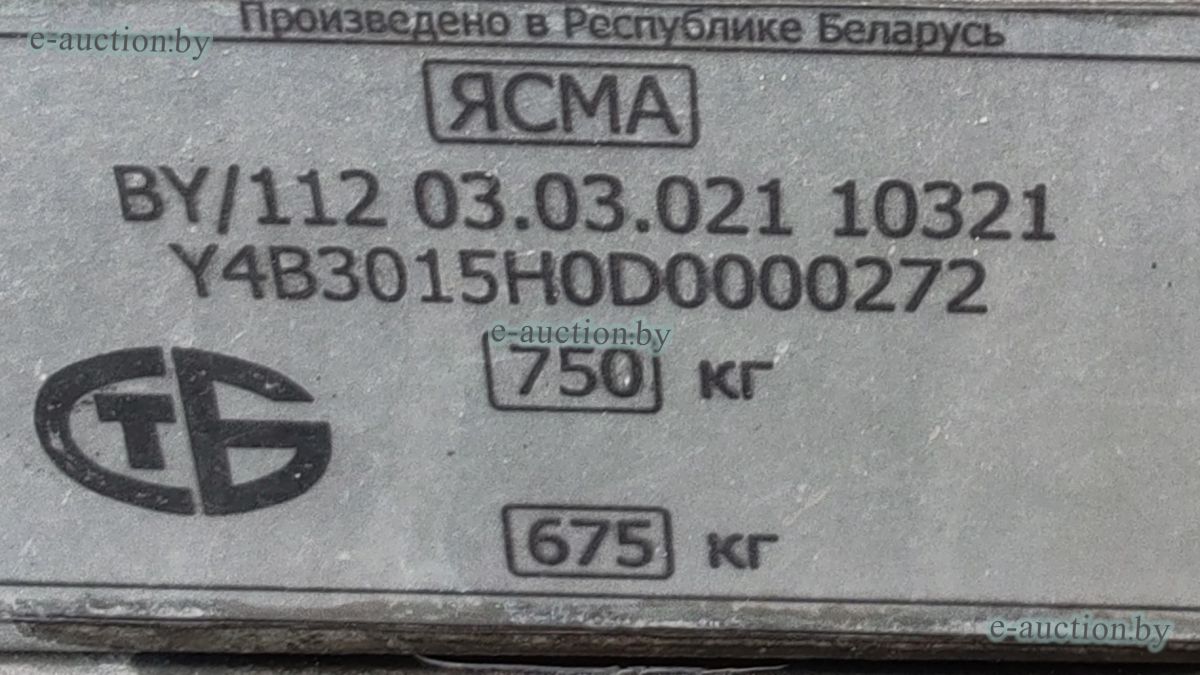 Произведено в Республике Беларусь
e-auction.by
ЯСМА
BY/112 03.03.021 10321
Y4B3015H0D0000272
e-auction.by
750 кг
СТБ
675 кг
e-auction.by